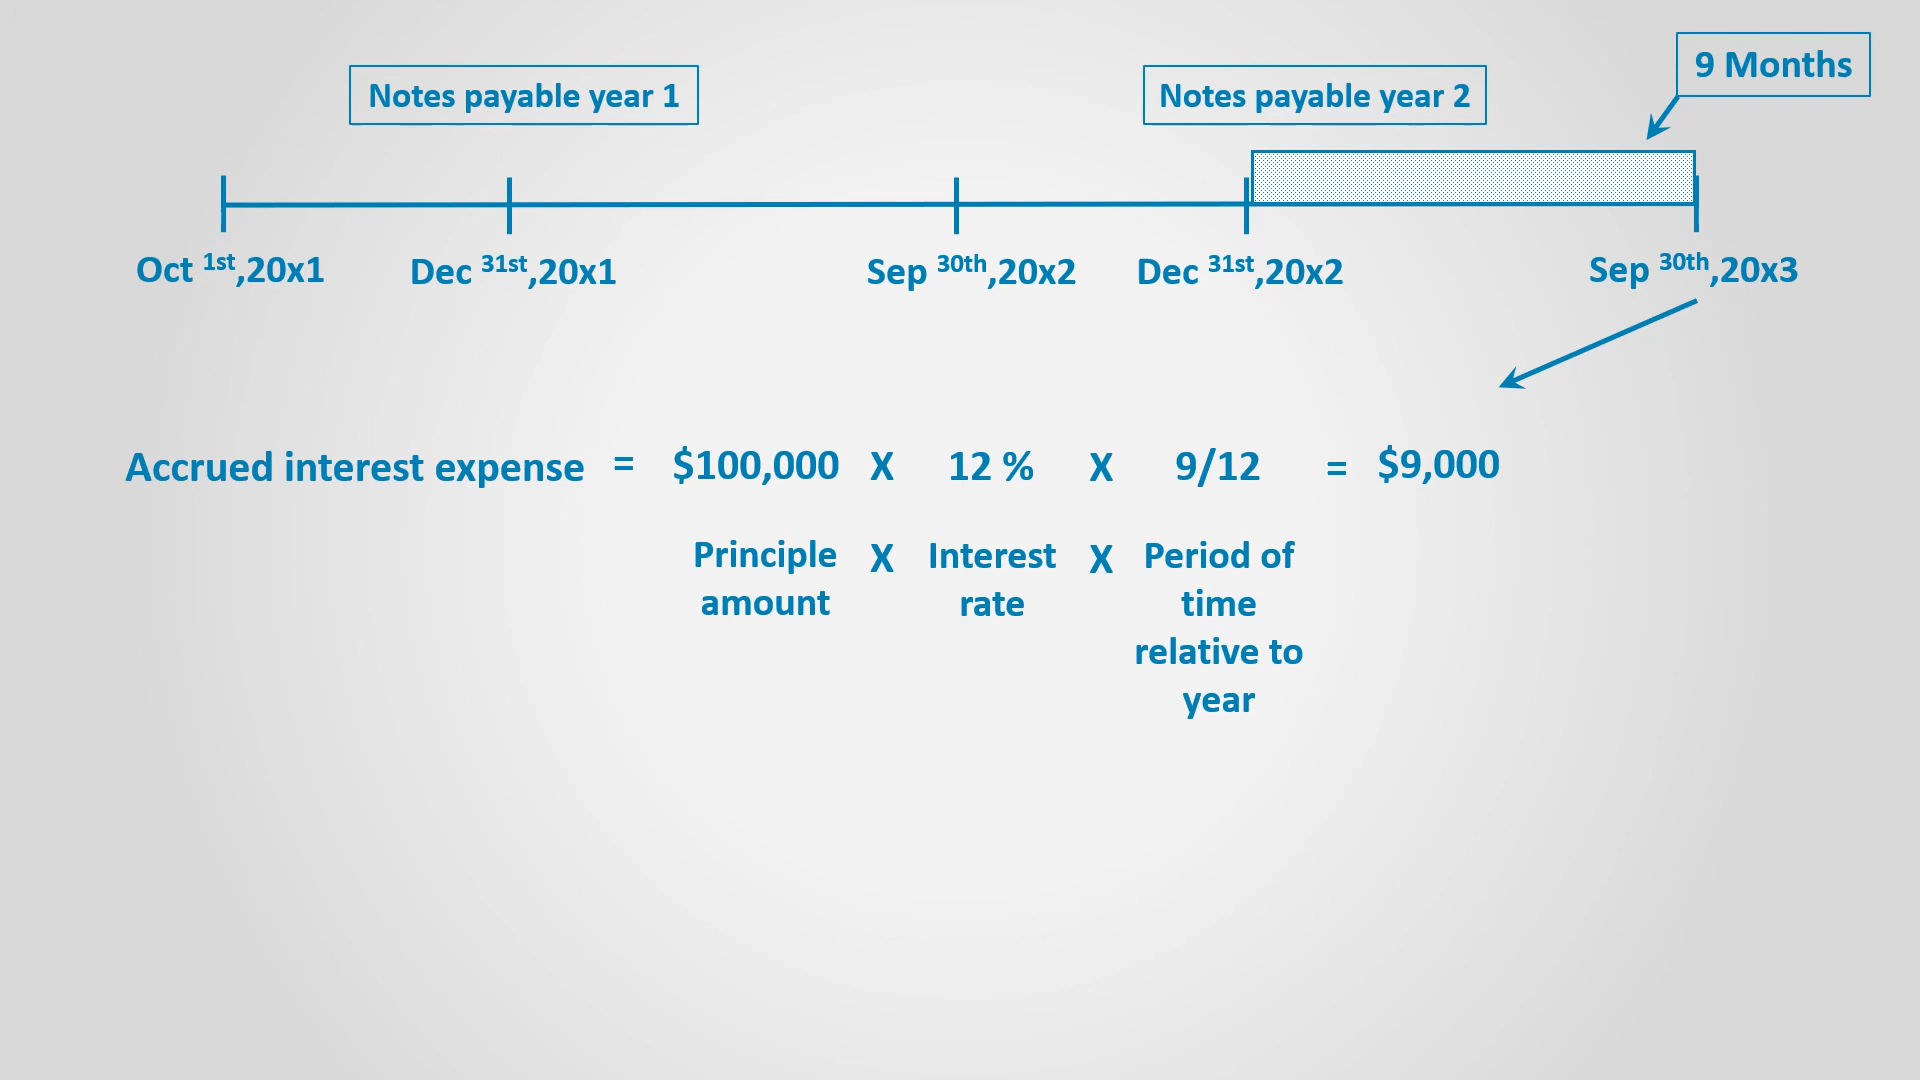 9 Months
Notes payable year 1
Notes payable year 2
Oct 1st,20x1
Dec 31st,20x1
Sep 30th,20x2
Dec 31st,20x2
Sep 30th,20x3
Accrued interest expense = $100,000 X 12 % X 9/12 = $9,000
Principle X Interest X Period of
amount rate time
relative to
year